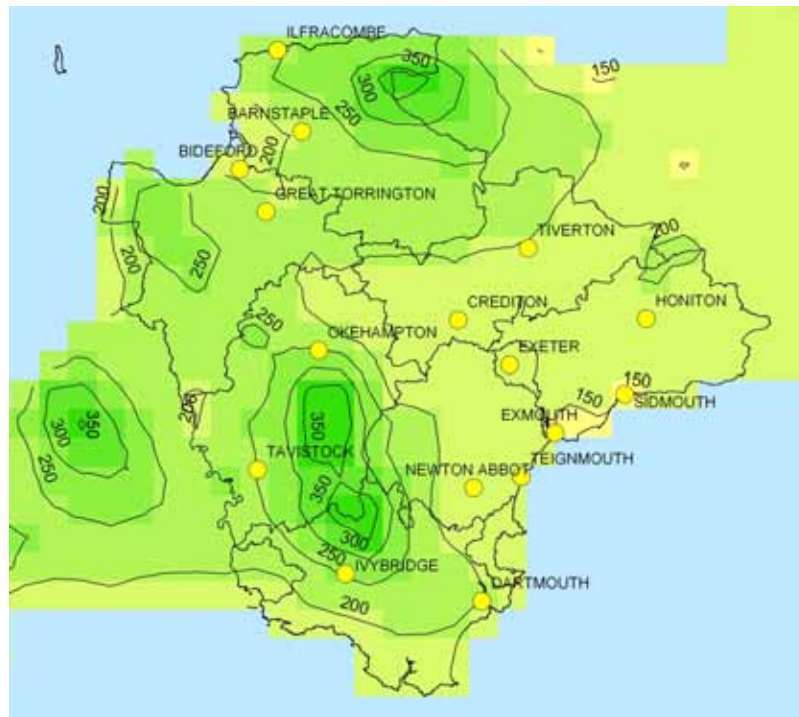 ILFRACOMBE
350
150
300
250
BARNSTAPLE
200
BIDEFORD
200
GREAT TORRINGTON
TIVERTON
200
200
250
CREDITON
HONITON
250
OKEHAMPTON
EXETER
150
150
SIDMOUTH
200
350
350
300
EXMOUTH
250
TAVISTOCK
TEIGNMOUTH
NEWTON ABBOT
350
300
250
IVYBRIDGE
DARTMOUTH
200